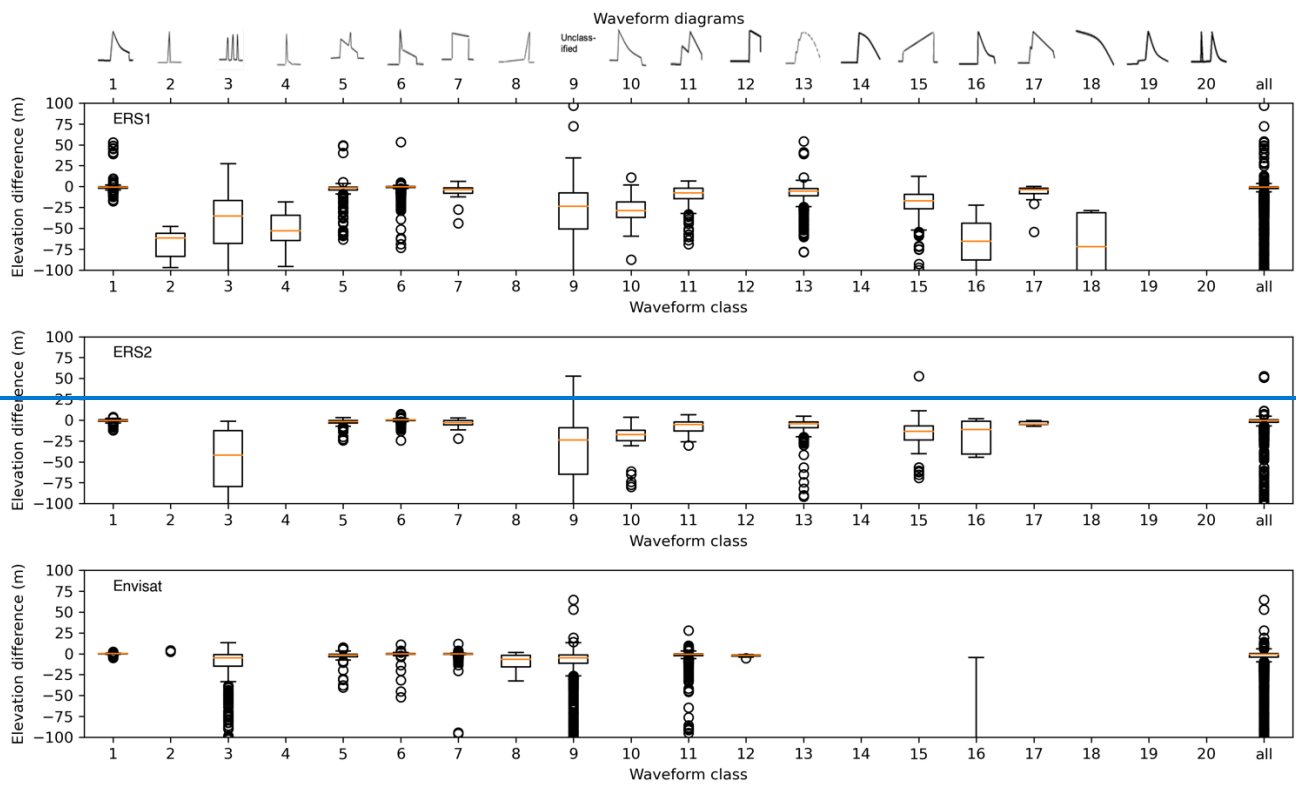 Waveform diagrams
Unclass-
ified
1 2 3 4 5 6 7 8 9 10 11 12 13 14 15 16 17 18 19 20 all
Elevation difference (m)
100
75
50
25
0
−25
−50
−75
−100
ERS1
1 2 3 4 5 6 7 8 9 10 11 12 13 14 15 16 17 18 19 20 all
Waveform class
Elevation difference (m)
100
75
50
25
0
−25
−50
−75
−100
ERS2
1 2 3 4 5 6 7 8 9 10 11 12 13 14 15 16 17 18 19 20 all
Waveform class
Elevation difference (m)
100
75
50
25
0
−25
−50
−75
−100
Envisat
1 2 3 4 5 6 7 8 9 10 11 12 13 14 15 16 17 18 19 20 all
Waveform class